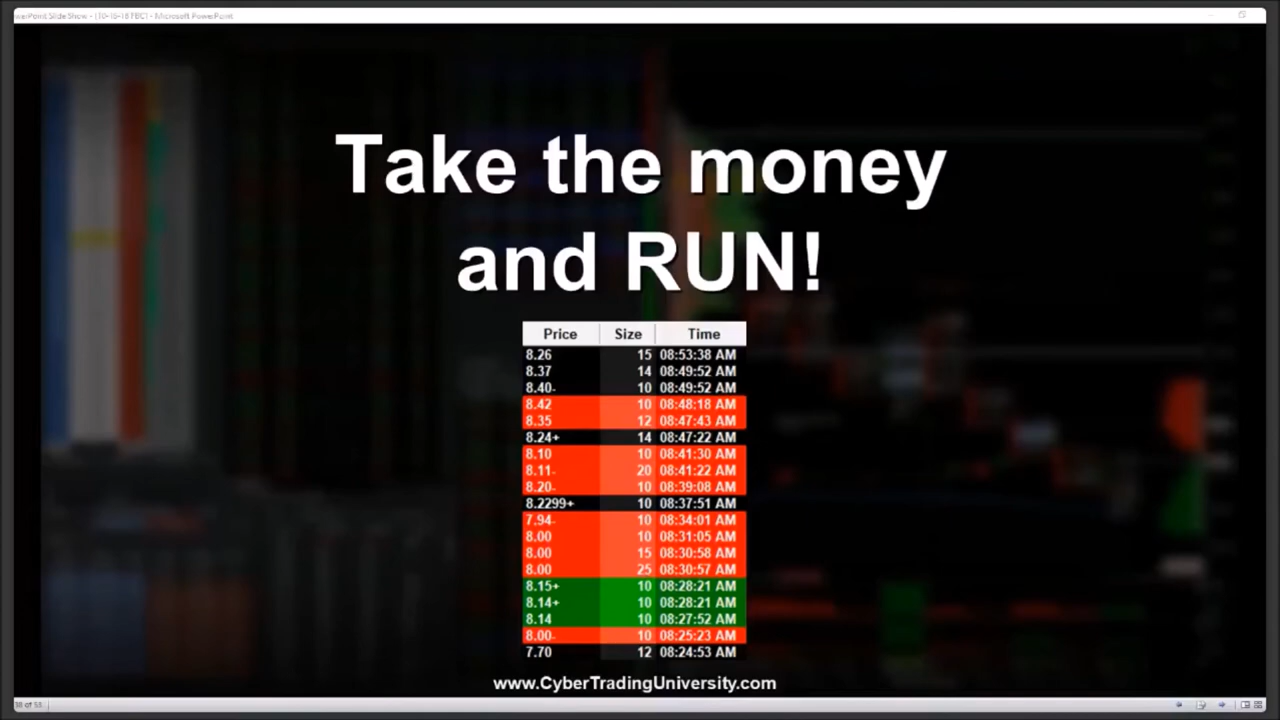 Take the money
and RUN!
Price Size Time
8.26 15 08:53:38 AM
8.37 14 08:49:52 AM
8.40- 10 08:49:52 AM
8.42 10 08:48:18 AM
8.35 12 08:47:43 AM
8.24+ 14 08:47:22 AM
8.10 10 08:41:30 AM
8.11- 20 08:41:22 AM
8.20- 10 08:39:08 AM
8.2299+ 10 08:37:51 AM
7.94- 10 08:34:01 AM
8.00 10 08:31:05 AM
8.00 15 08:30:58 AM
8.00 25 08:30:57 AM
8.15+ 10 08:28:21 AM
8.14+ 10 08:28:21 AM
8.14 10 08:27:52 AM
8.00- 10 08:25:23 AM
7.70 12 08:24:53 AM
www.CyberTradingUniversity.com